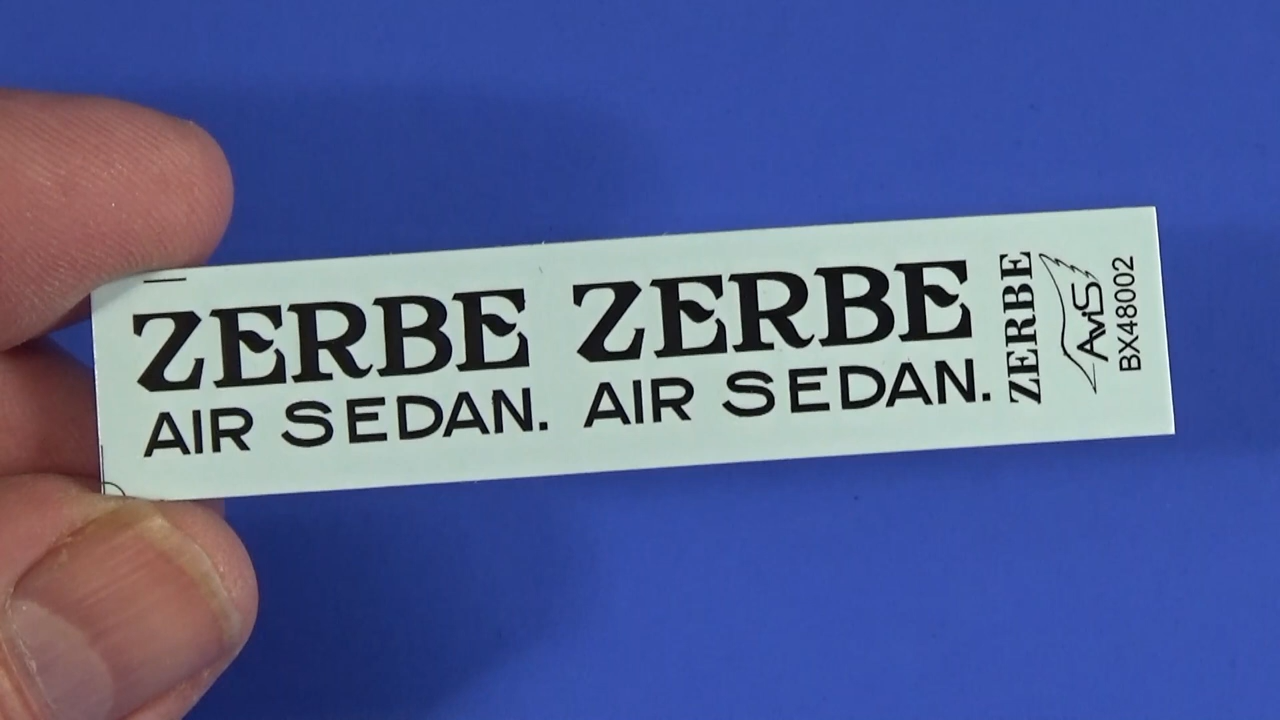 ZERBE ZERBE
AIR SEDAN. AIR SEDAN.
ZERBE
AviS
BX48002